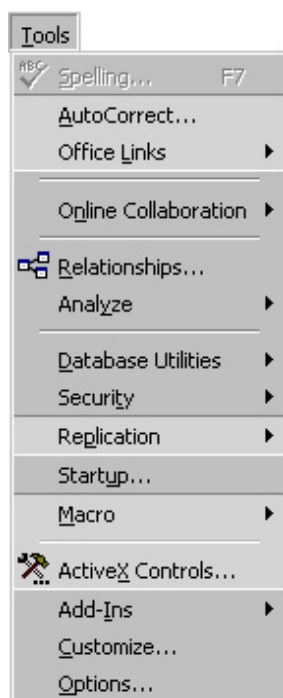 Tools
ABC
Spelling... F7
AutoCorrect...
Office Links
Online Collaboration
Relationships...
Analyze
Database Utilities
Security
Replication
Startup...
Macro
ActiveX Controls...
Add-Ins
Customize...
Options...